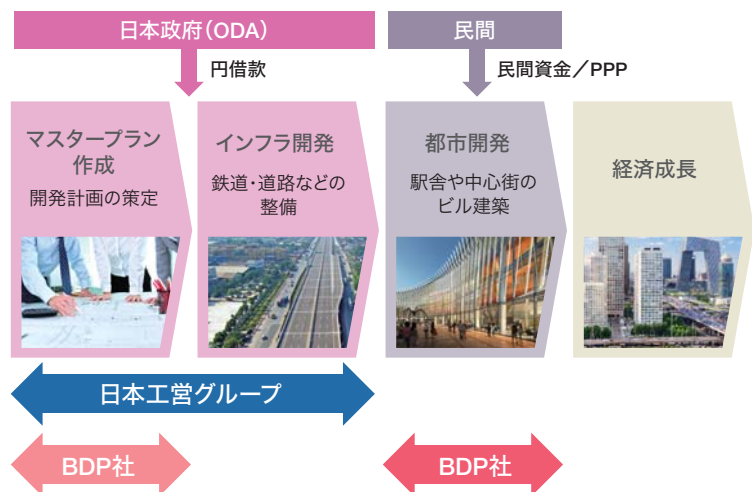 日本政府（ODA）
民間
円借款
民間資金／PPP
マスタープラン
作成
開発計画の策定
インフラ開発
鉄道・道路などの
整備
都市開発
駅舎や中心街の
ビル建築
経済成長
日本工営グループ
BDP社
BDP社